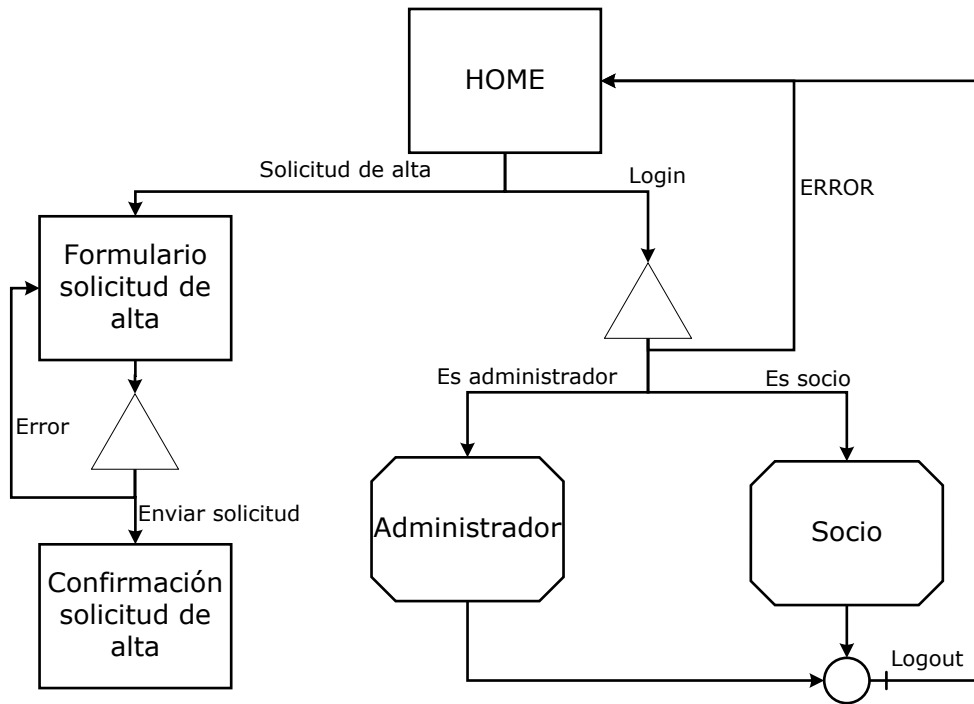 HOME
Solicitud de alta
Login
ERROR
Formulario
solicitud de
alta
Es administrador
Es socio
Error
Enviar solicitud
Administrador
Socio
Confirmación
solicitud de
alta
Logout